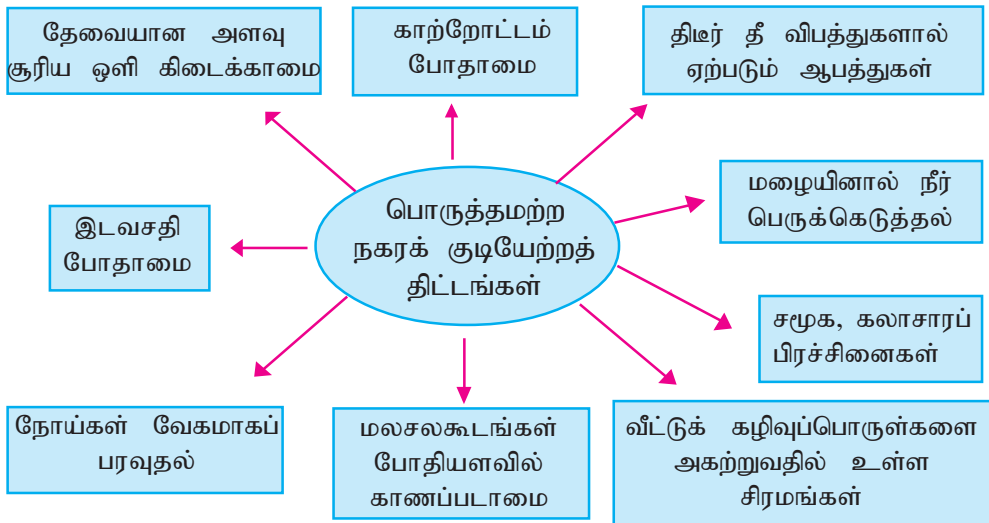 தேவையான அளவு
சூரிய ஒளி கிடைக்காமை
காற்றோட்டம்
போதாமை
திடீர் தீ விபத்துகளால்
ஏற்படும் ஆபத்துகள்
மழையினால் நீர்
பெருக்கெடுத்தல்
பொருத்தமற்ற
நகரக் குடியேற்றத்
திட்டங்கள்
இடவசதி
போதாமை
சமூக, கலாசாரப்
பிரச்சினைகள்
நோய்கள் வேகமாகப்
பரவுதல்
மலசலகூடங்கள்
போதியளவில்
காணப்படாமை
வீட்டுக் கழிவுப்பொருள்களை
அகற்றுவதில் உள்ள
சிரமங்கள்